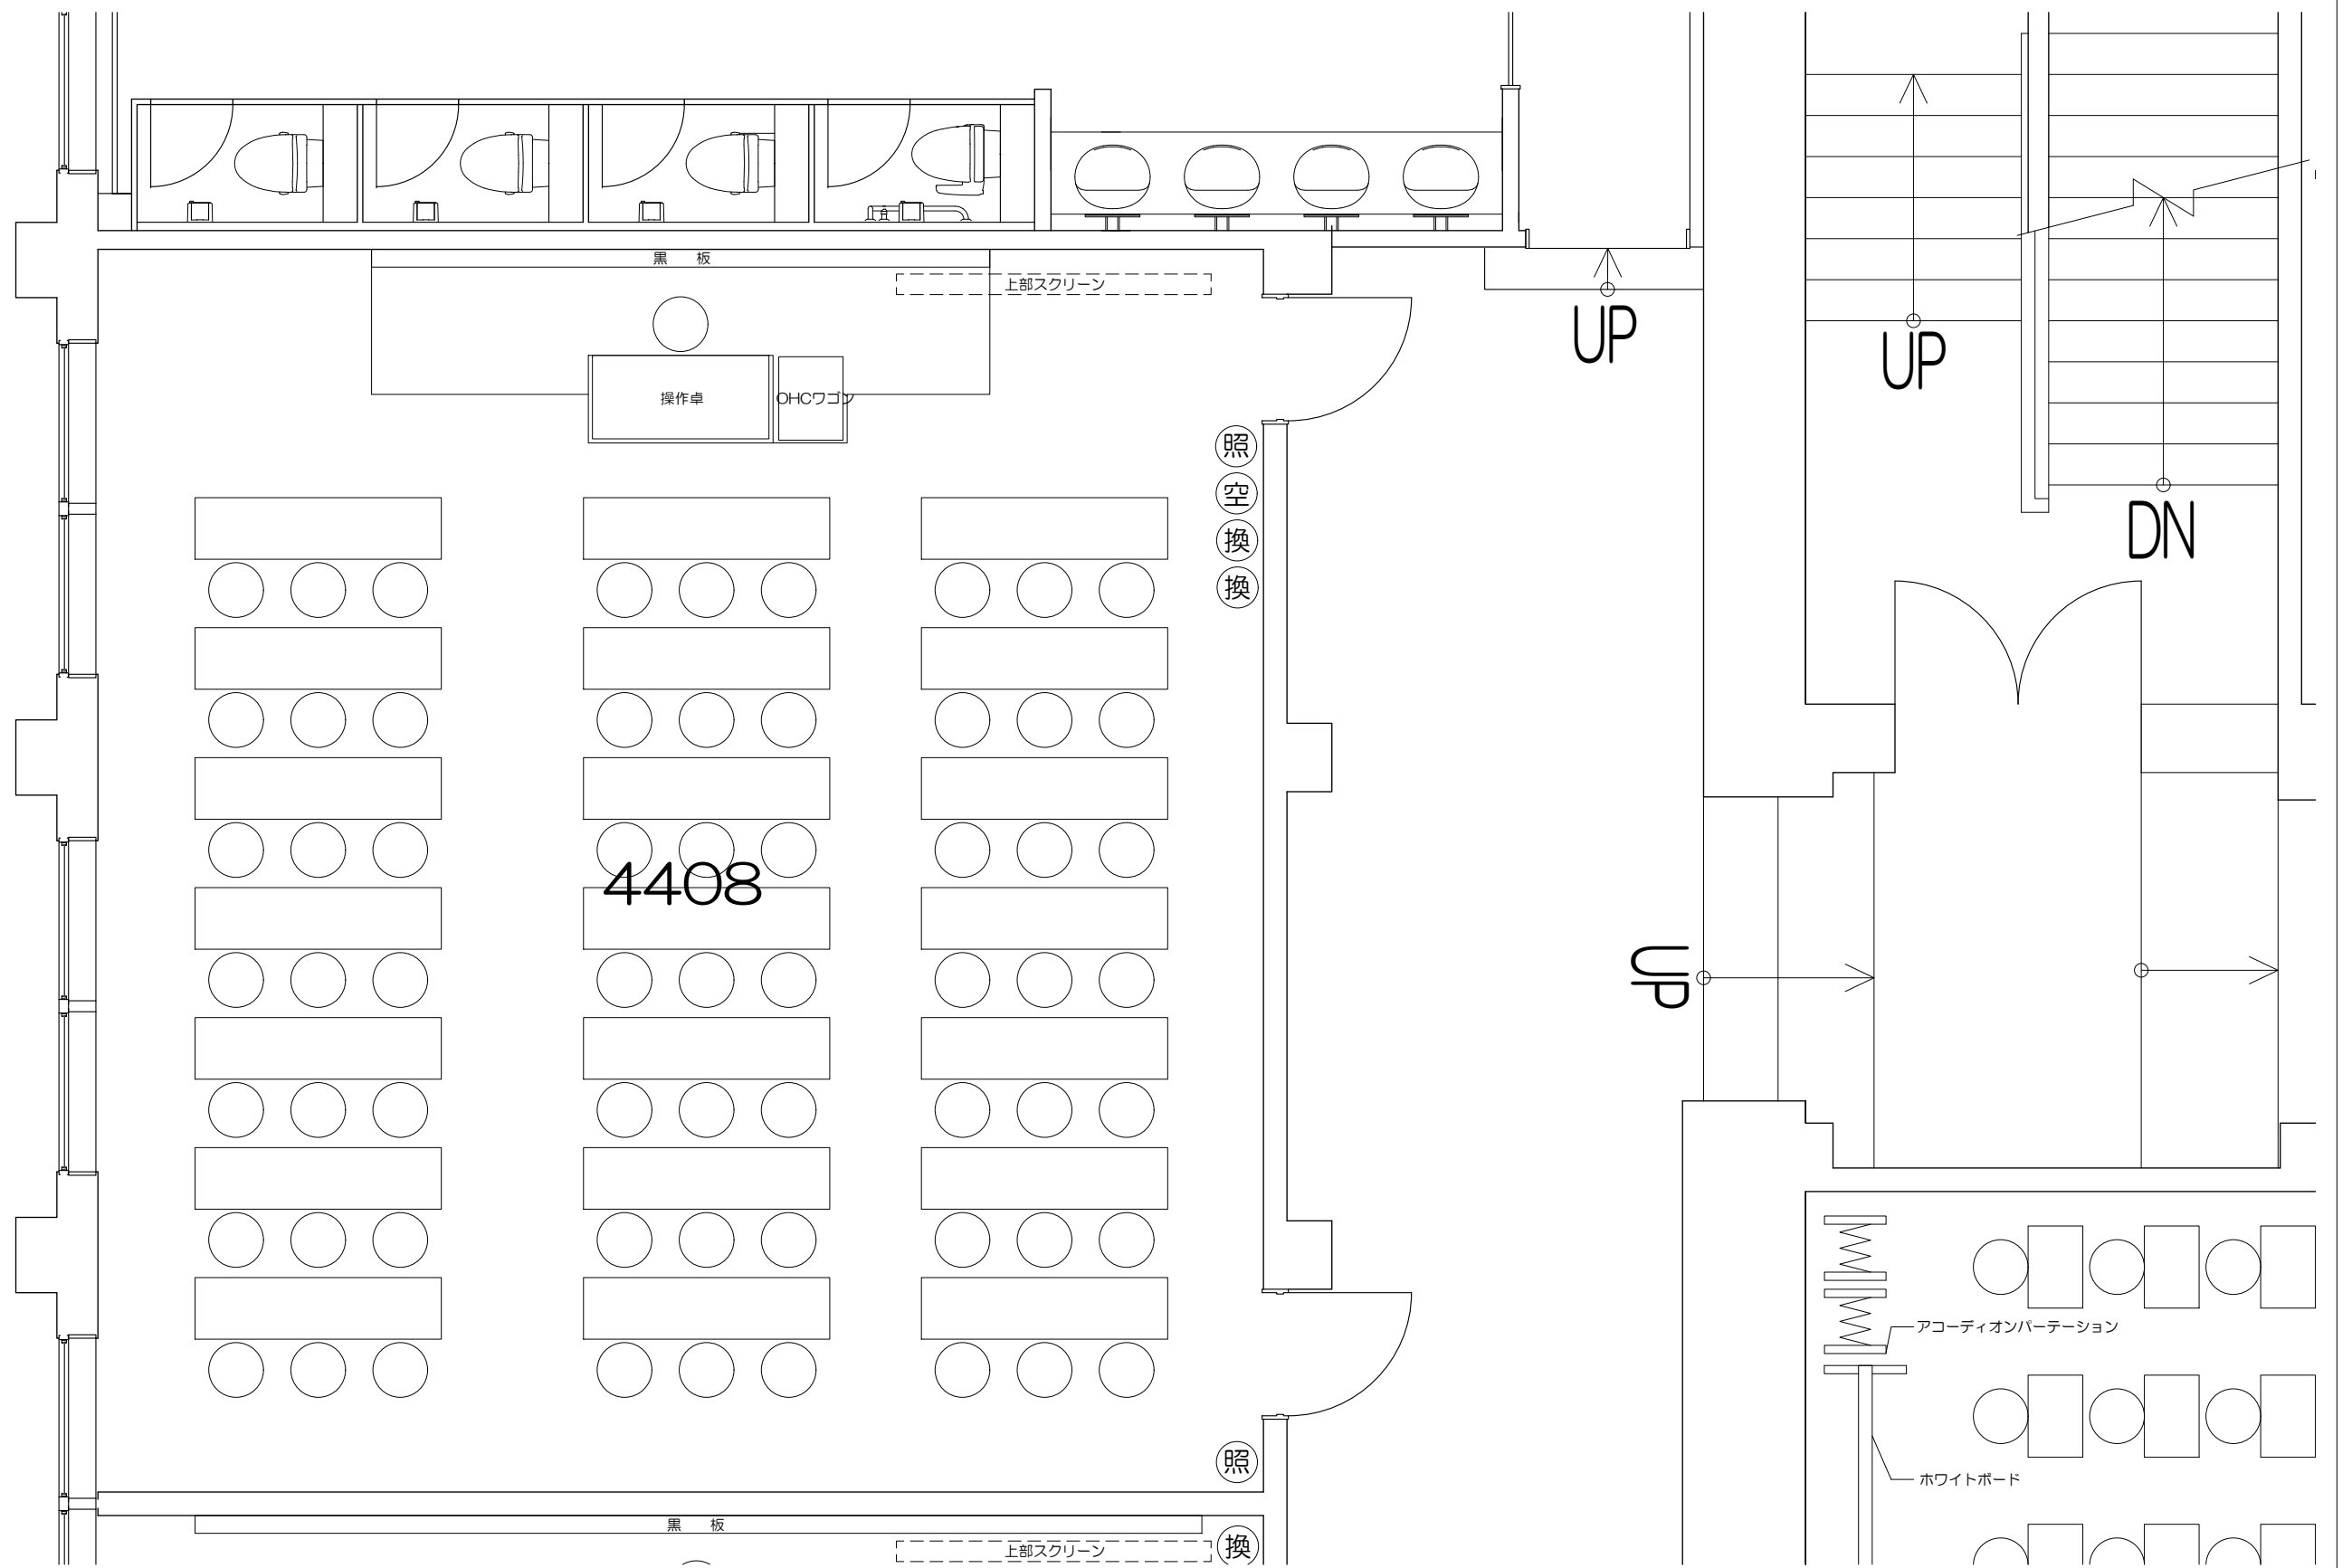 黒 板
上部スクリーン
UP
UP
操作卓
OHCワゴン
照
空
換
換
DN
4408
UP
アコーディオンパーテーション
照
ホワイトボード
黒 板
上部スクリーン
換